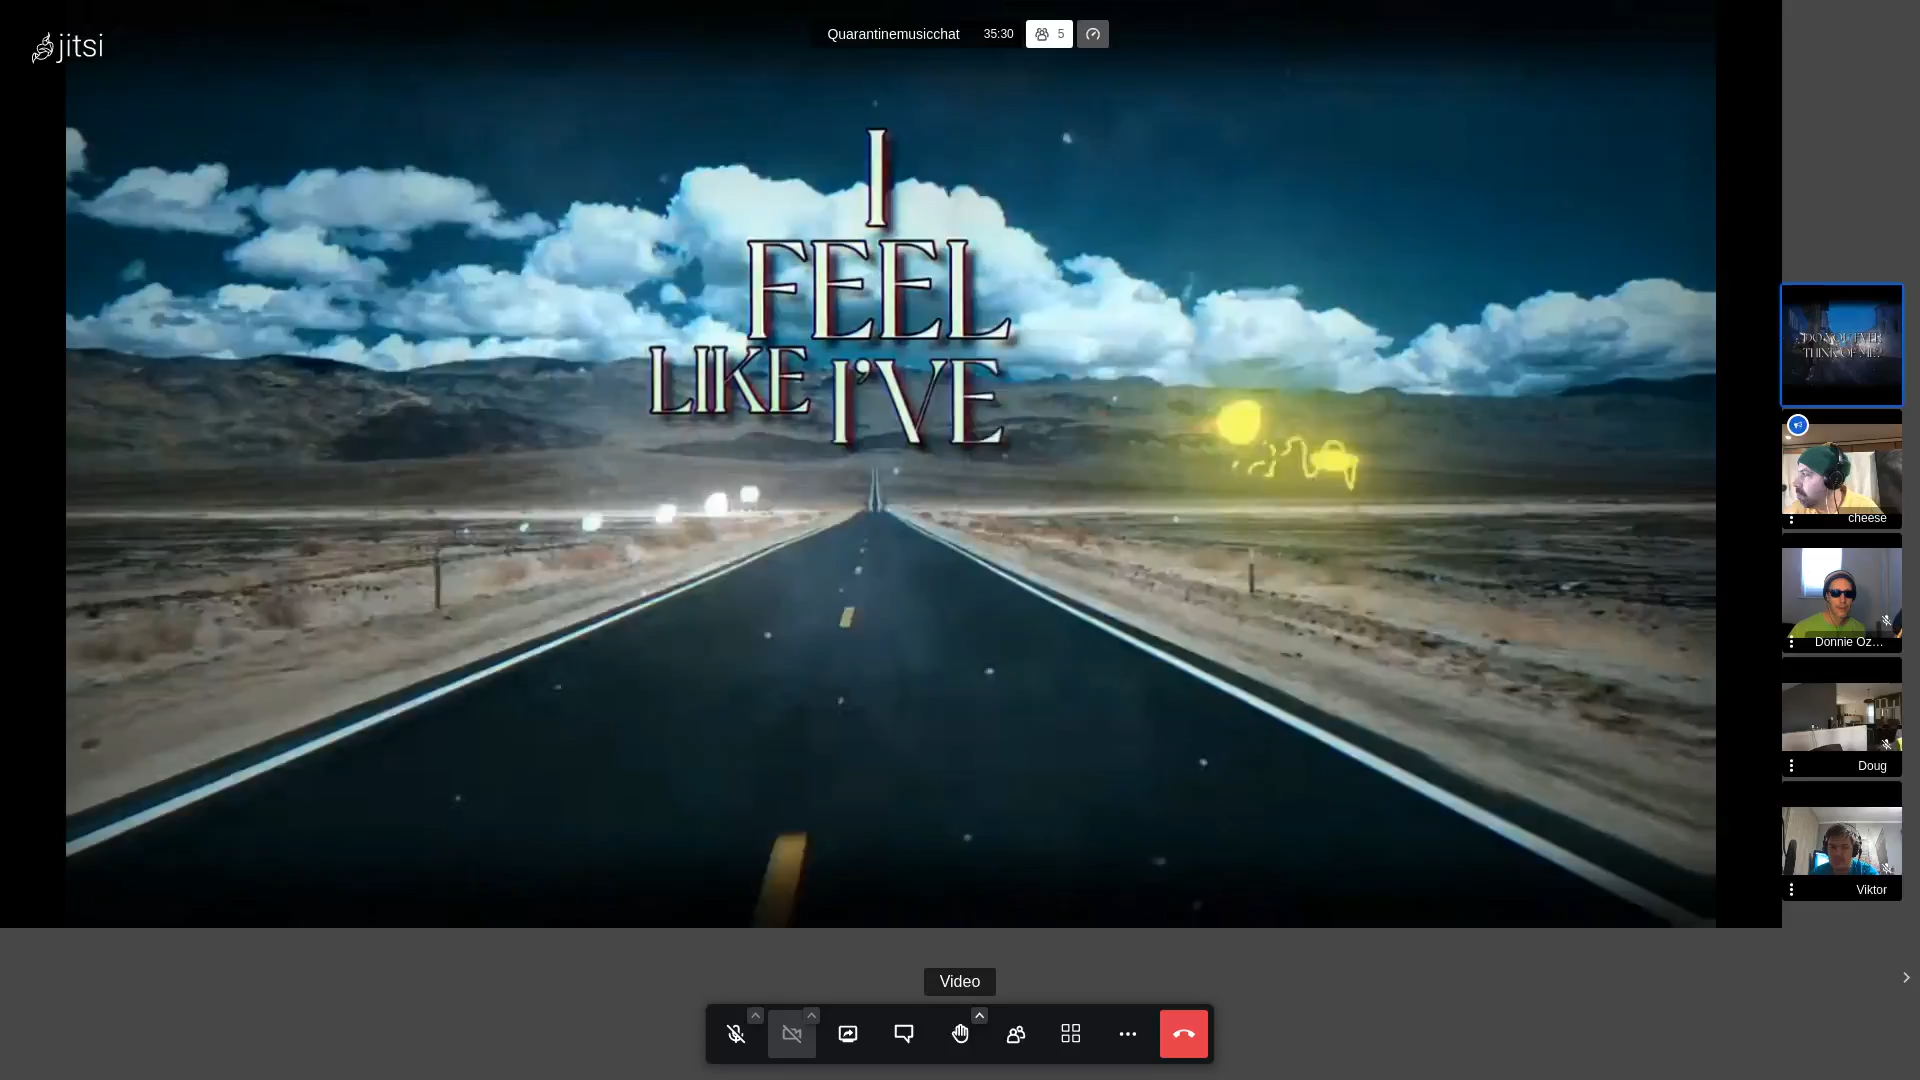 jitsi
Quarantinemusicchat 35:30 5
I
FEEL
LIKE I'VE
DO YOU EVER
THINK OF ME?
cheese
Donnie Oz...
Doug
Viktor
Video